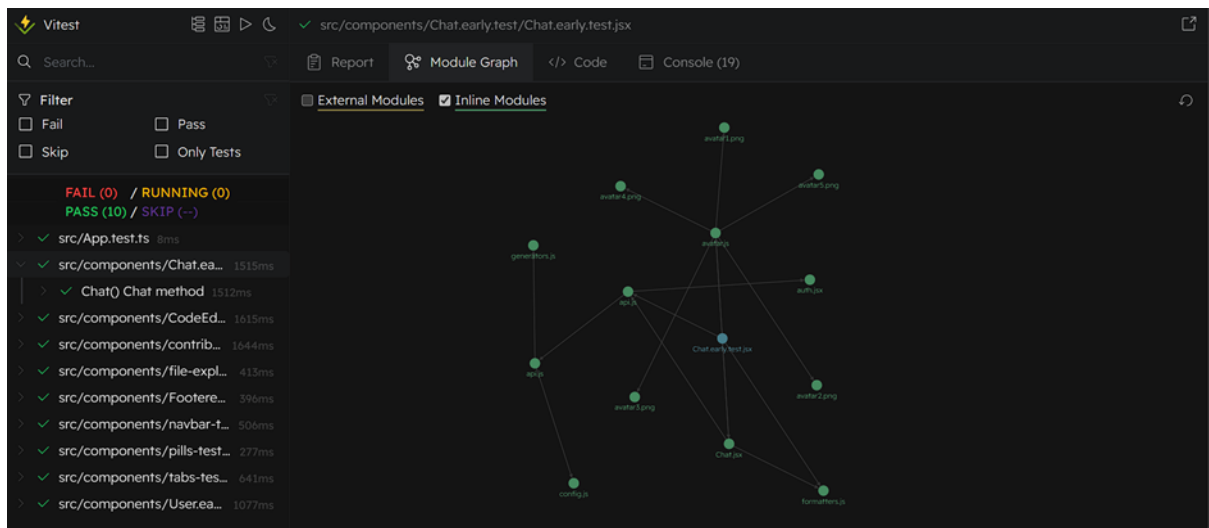 Vitest
src/components/Chat.early.test/Chat.early.test.jsx
Search...
Report
Module Graph
</> Code
Console (19)
Filter
Fail
Pass
Skip
Only Tests
External Modules
Inline Modules
FAIL (0) / RUNNING (0)
PASS (10) / SKIP (--)
src/App.test.ts 8ms
src/components/Chat.ea... 1515ms
Chat() Chat method 1512ms
src/components/CodeEd... 1615ms
src/components/contrib... 1644ms
src/components/file-expl... 413ms
src/components/Footere... 396ms
src/components/navbar-t... 506ms
src/components/pills-test... 277ms
src/components/tabs-tes... 641ms
src/components/User.ea... 1077ms
avatar1.png
avatar5.png
avatar4.png
avatar.js
generators.js
auth.jsx
api.js
Chat.early.test.jsx
api.js
avatar2.png
avatar3.png
Chat.jsx
config.js
formatters.js